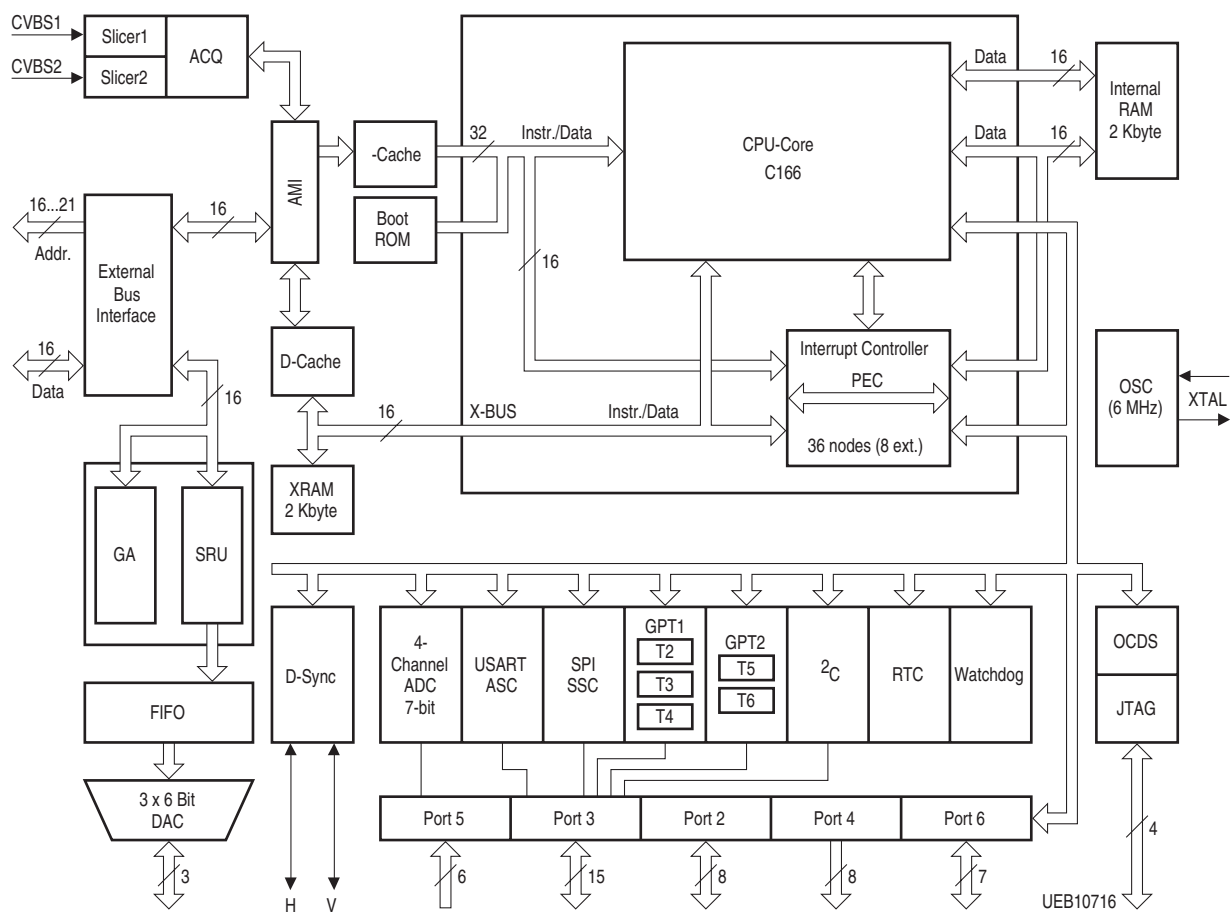 CVBS1
CVBS2
Slicer1
Slicer2
ACQ
AMI
-Cache
Boot
ROM
32
Instr./Data
16
CPU-Core
C166
Data
16
Data
16
Internal
RAM
2 Kbyte
16...21
Addr.
External
Bus
Interface
16
16
Data
16
D-Cache
16
X-BUS
Instr./Data
Interrupt Controller
PEC
36 nodes (8 ext.)
OSC
(6 MHz)
XTAL
XRAM
2 Kbyte
GA
SRU
FIFO
3 x 6 Bit
DAC
3
D-Sync
H
V
4-
Channel
ADC
7-bit
USART
ASC
SPI
SSC
GPT1
T2
T3
T4
GPT2
T5
T6
2C
RTC
Watchdog
OCDS
JTAG
4
Port 5
Port 3
Port 2
Port 4
Port 6
6
15
8
8
7
UEB10716